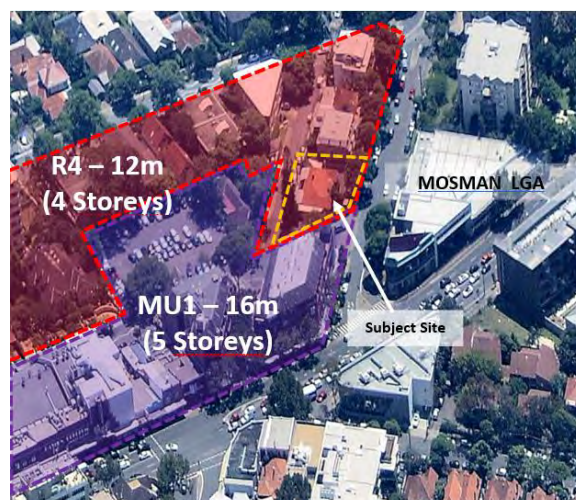 R4 – 12m
(4 Storeys)
MOSMAN LGA
MU1 – 16m
(5 Storeys)
Subject Site